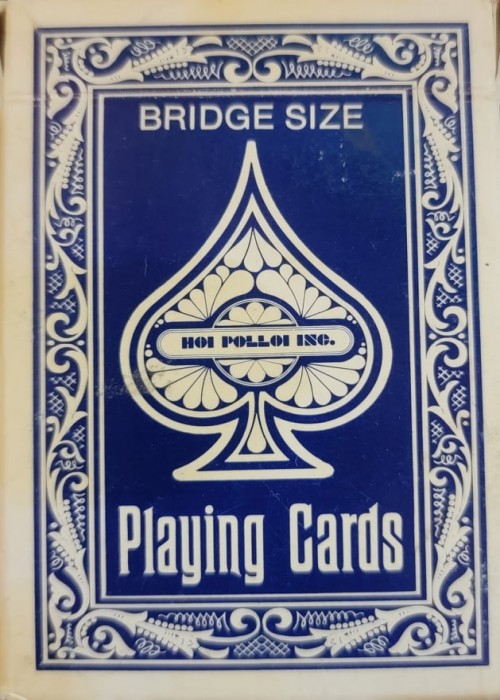 BRIDGE SIZE
HOI POLLOI INC.
Playing Cards